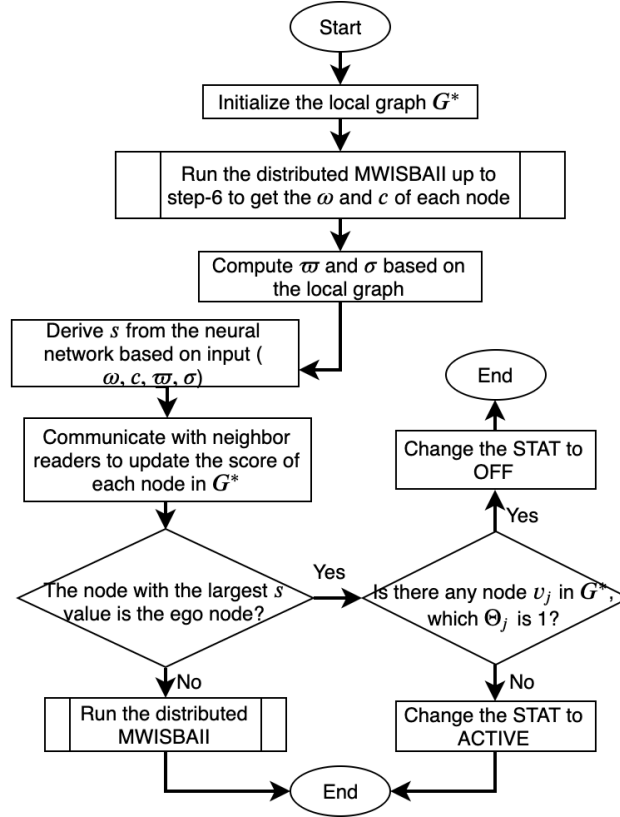 Start
Initialize the local graph G*
Run the distributed MWISBAII up to
step-6 to get the ω and c of each node
Compute ϖ and σ based on
the local graph
Derive s from the neural
network based on input (
ω, c, ϖ, σ)
Communicate with neighbor
readers to update the score of
each node in G*
The node with the largest s
value is the ego node?
Yes
No
Run the distributed
MWISBAII
End
Change the STAT to
OFF
Yes
Is there any node vⱼ in G*,
which Θⱼ is 1?
No
Change the STAT to
ACTIVE
End